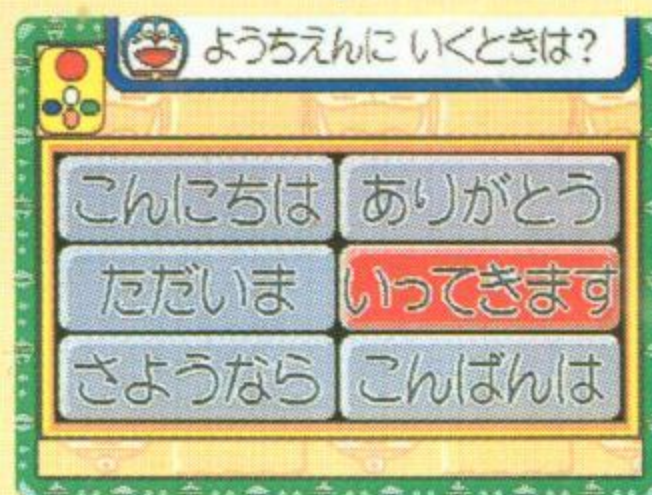 ようちえんに いくときは?
こんにちは ありがとう
ただいま いってきます
さようなら こんばんは